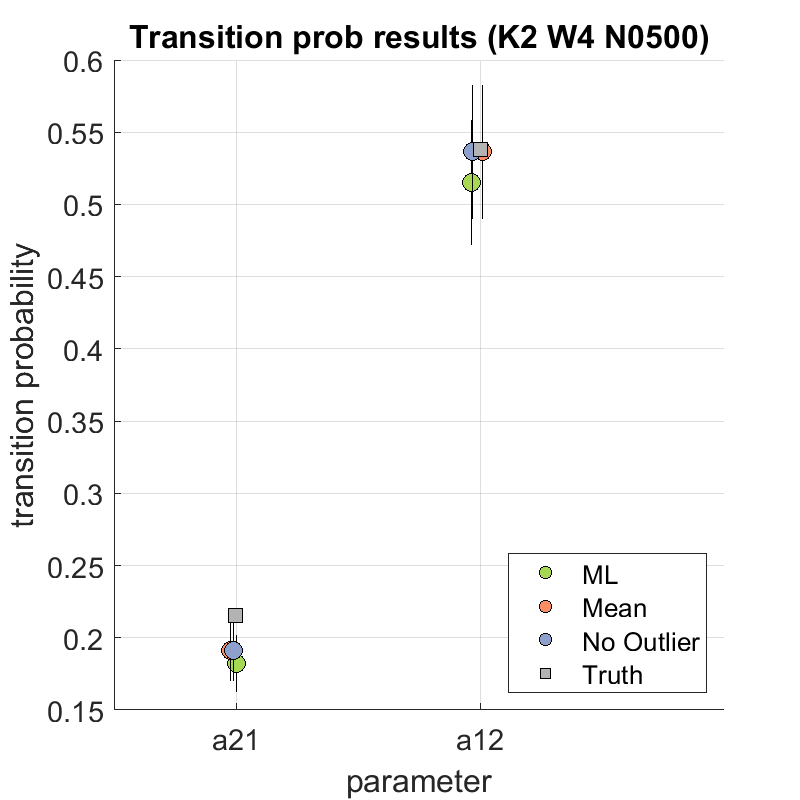 Transition prob results (K2 W4 N0500)
0.6
0.55
0.5
0.45
0.4
0.35
0.3
0.25
0.2
0.15
transition probability
a21
a12
parameter
ML
Mean
No Outlier
Truth